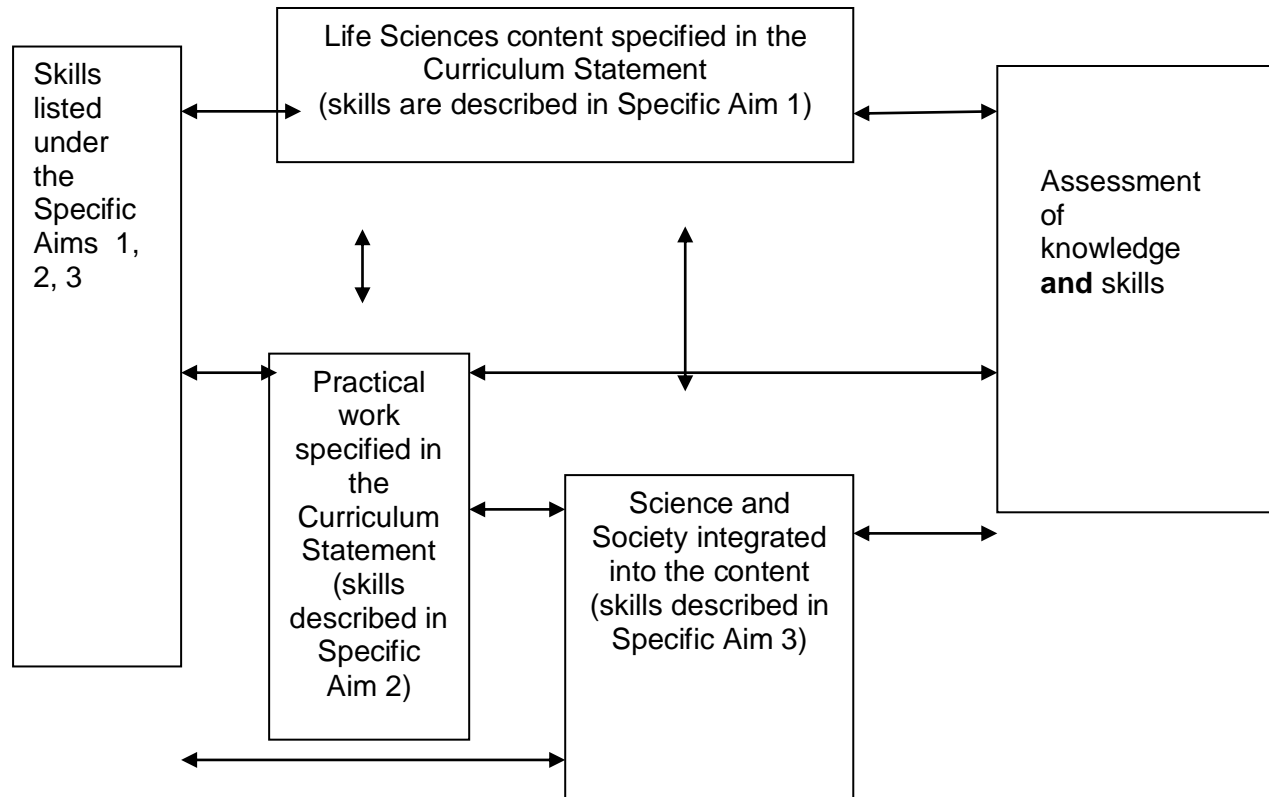 Skills
listed
under
the
Specific
Aims 1,
2, 3
Life Sciences content specified in the
Curriculum Statement
(skills are described in Specific Aim 1)
Assessment
of
knowledge
and skills
Practical
work
specified in
the
Curriculum
Statement
(skills
described in
Specific
Aim 2)
Science and
Society integrated
into the content
(skills described in
Specific Aim 3)